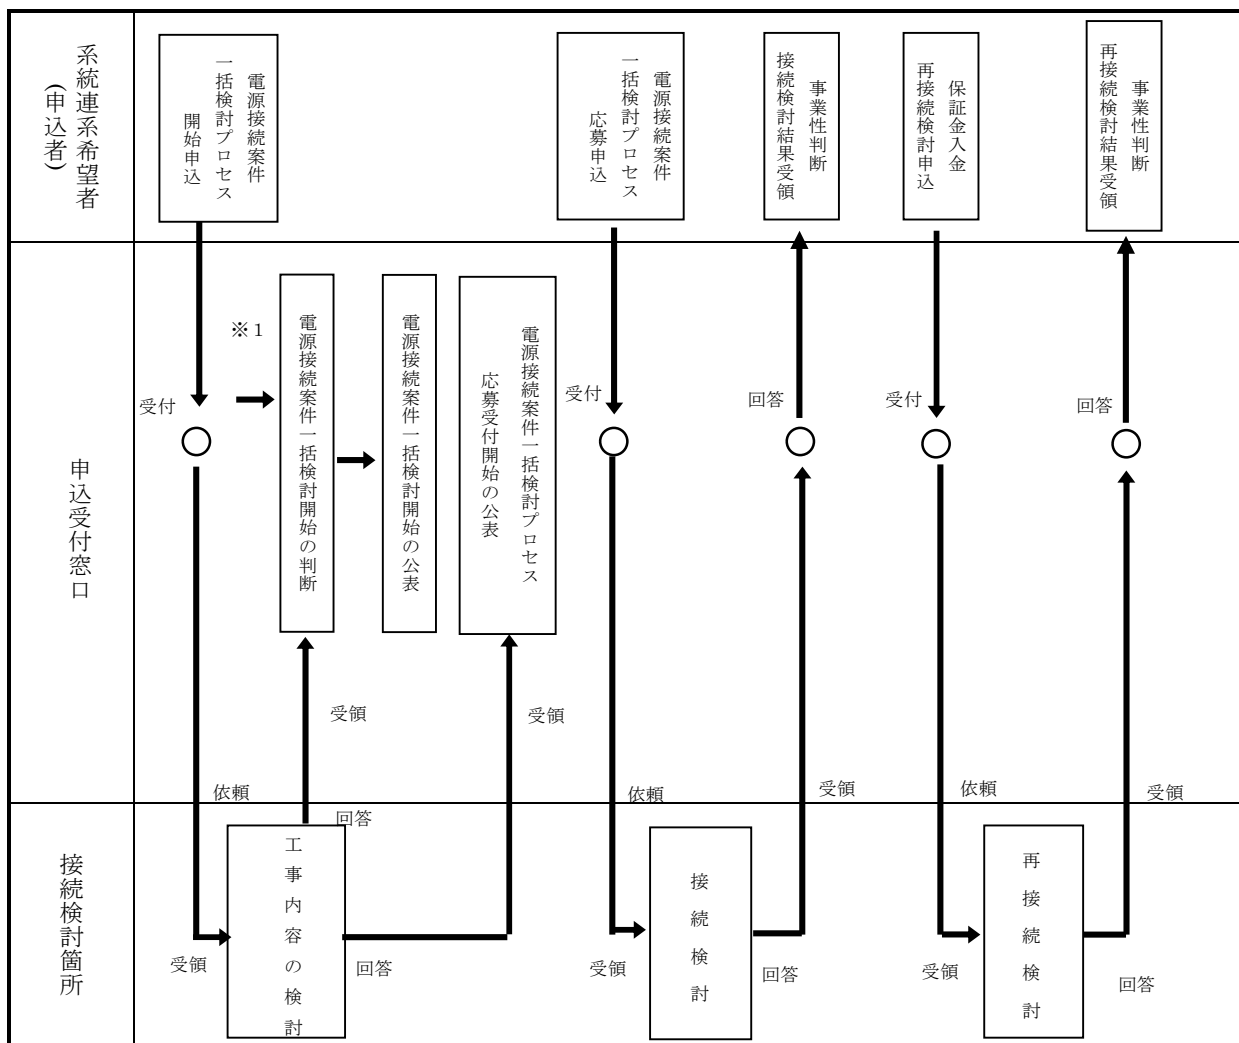 系統連系希望者
(申込者)
電源接続案件
一括検討プロセス
開始申込
電源接続案件
一括検討プロセス
応募申込
事業性判断
接続検討結果受領
保証金入金
再接続検討申込
事業性判断
再接続検討結果受領
申込受付窓口
受付
※1
電源接続案件一括検討開始の判断
電源接続案件一括検討開始の公表
電源接続案件一括検討プロセス
応募受付開始の公表
受付
回答
受付
回答
受領
受領
依頼
依頼
受領
依頼
受領
接続検討箇所
回答
工事内容の検討
受領
回答
接続検討
受領
回答
再接続検討
受領
回答